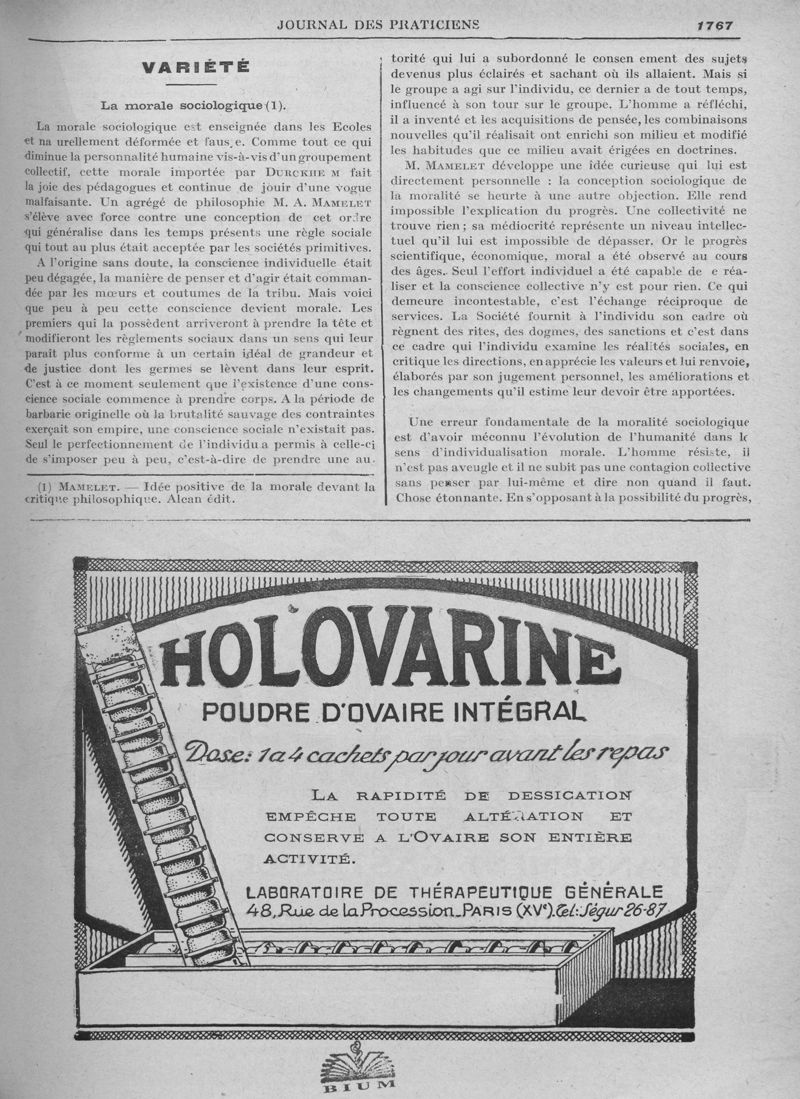 JOURNAL DES PRATICIENS 1767
VARIÉTÉ
La morale sociologique (1).
La morale sociologique est enseignée dans les Ecoles
et na urellement déformée et faus, e. Comme tout ce qui
diminue la personnalité humaine vis-à-vis d'un groupement
collectif, cette morale importée par DURCKHE M fait
la joie des pédagogues et continue de jouir d'une vogue
malfaisante. Un agrégé de philosophie M. A. MAMELET
s'élève avec force contre une conception de cet ordre
qui généralise dans les temps présents une règle sociale
qui tout au plus était acceptée par les sociétés primitives.
A l'origine sans doute, la conscience individuelle était
peu dégagée, la manière de penser et d'agir était comman-
dée par les mœurs et coutumes de la tribu. Mais voici
que peu à peu cette conscience devient morale. Les
premiers qui la possèdent arriveront à prendre la tête et
modifieront les règlements sociaux dans un sens qui leur
parait plus conforme à un certain idéal de grandeur et
de justice dont les germes se lèvent dans leur esprit.
C'est à ce moment seulement que l'existence d'une cons-
cience sociale commence à prendre corps. A la période de
barbarie originelle où la brutalité sauvage des contraintes
exerçait son empire, une conscience sociale n'existait pas.
Seul le perfectionnement de l'individu a permis à celle-ci
de s'imposer peu à peu, c'est-à-dire de prendre une au-
(1) MAMELET. — Idée positive de la morale devant la
critique philosophique. Alcan édit.
torité qui lui a subordonné le consen ement des sujets
devenus plus éclairés et sachant où ils allaient. Mais si
le groupe a agi sur l'individu, ce dernier a de tout temps,
influencé à son tour sur le groupe. L'homme a réfléchi,
il a inventé et les acquisitions de pensée, les combinaisons
nouvelles qu'il réalisait ont enrichi son milieu et modifié
les habitudes que ce milieu avait érigées en doctrines.
M. MAMELET développe une idée curieuse qui lui est
directement personnelle : la conception sociologique de
la moralité se heurte à une autre objection. Elle rend
impossible l'explication du progrès. Une collectivité ne
trouve rien ; sa médiocrité représente un niveau intellec-
tuel qu'il lui est impossible de dépasser. Or le progrès
scientifique, économique, moral a été observé au cours
des âges. Seul l'effort individuel a été capable de e réa-
liser et la conscience collective n'y est pour rien. Ce qui
demeure incontestable, c'est l'échange réciproque de
services. La Société fournit à l'individu son cadre où
règnent des rites, des dogmes, des sanctions et c'est dans
ce cadre qui l'individu examine les réalités sociales, en
critique les directions, en apprécie les valeurs et lui renvoie,
élaborés par son jugement personnel, les améliorations et
les changements qu'il estime leur devoir être apportées.
Une erreur fondamentale de la moralité sociologique
est d'avoir méconnu l'évolution de l'humanité dans le
sens d'individualisation morale. L'homme résiste, il
n'est pas aveugle et il ne subit pas une contagion collective
sans penser par lui-même et dire non quand il faut.
Chose étonnante. En s'opposant à la possibilité du progrès,
HOLOVARINE
POUDRE D'OVAIRE INTÉGRAL
Dose: 1 a 4 cachets par jour avant les repas
LA RAPIDITÉ DE DESSICATION
EMPÊCHE TOUTE ALTÉRATION ET
CONSERVE A L'OVAIRE SON ENTIÈRE
ACTIVITÉ.
LABORATOIRE DE THÉRAPEUTIQUE GÉNÉRALE
48, Rue de la Procession_PARIS (XVe). Tél: Ségur 26-87
BIUM